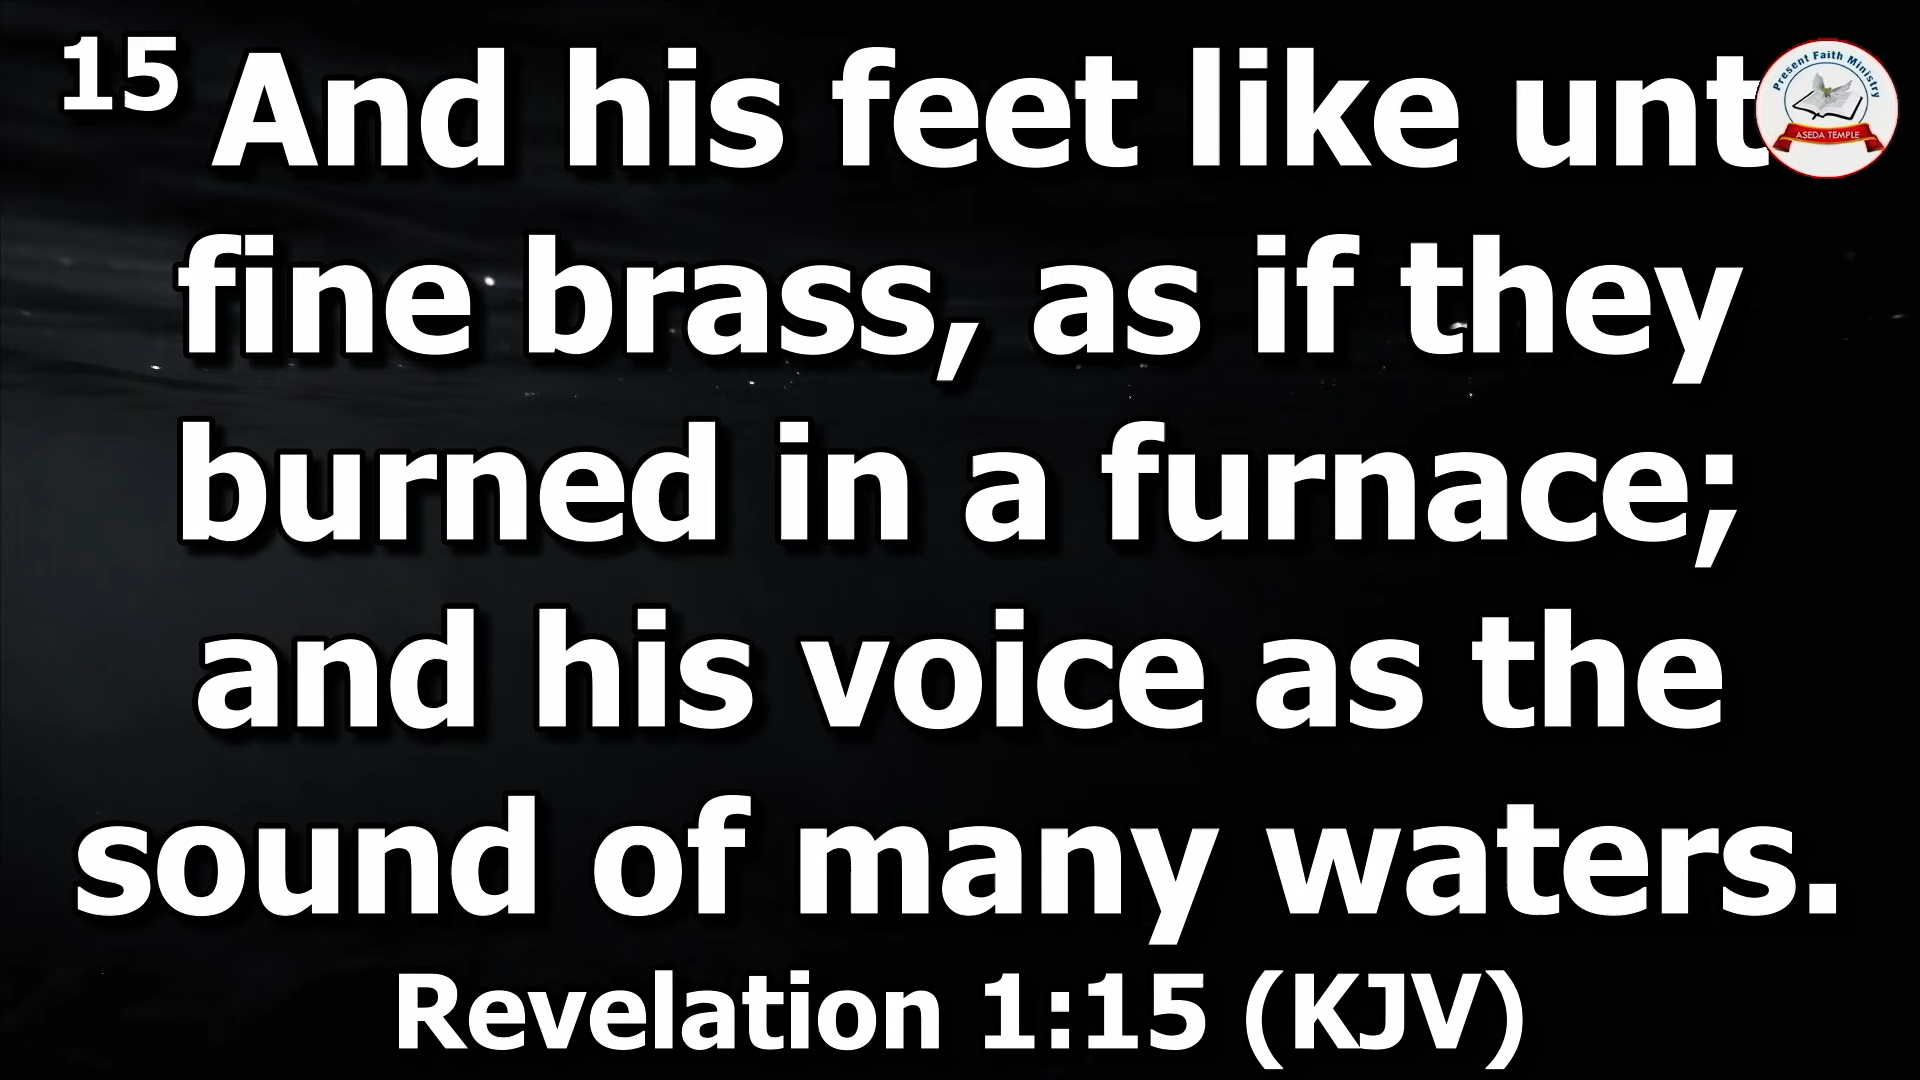 15 And his feet like unt
fine brass, as if they
burned in a furnace;
and his voice as the
sound of many waters.
Revelation 1:15 (KJV)
Present Faith Ministry
ASEDA TEMPLE